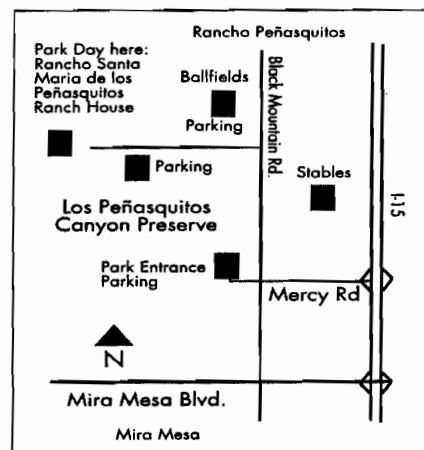 Rancho Peñasquitos
Park Day here:
Rancho Santa
Maria de los
Peñasquitos
Ranch House
Ballfields
Parking
Black Mountain Rd.
Parking
Stables
I-15
Los Peñasquitos
Canyon Preserve
Park Entrance
Parking
Mercy Rd
N
Mira Mesa Blvd.
Mira Mesa